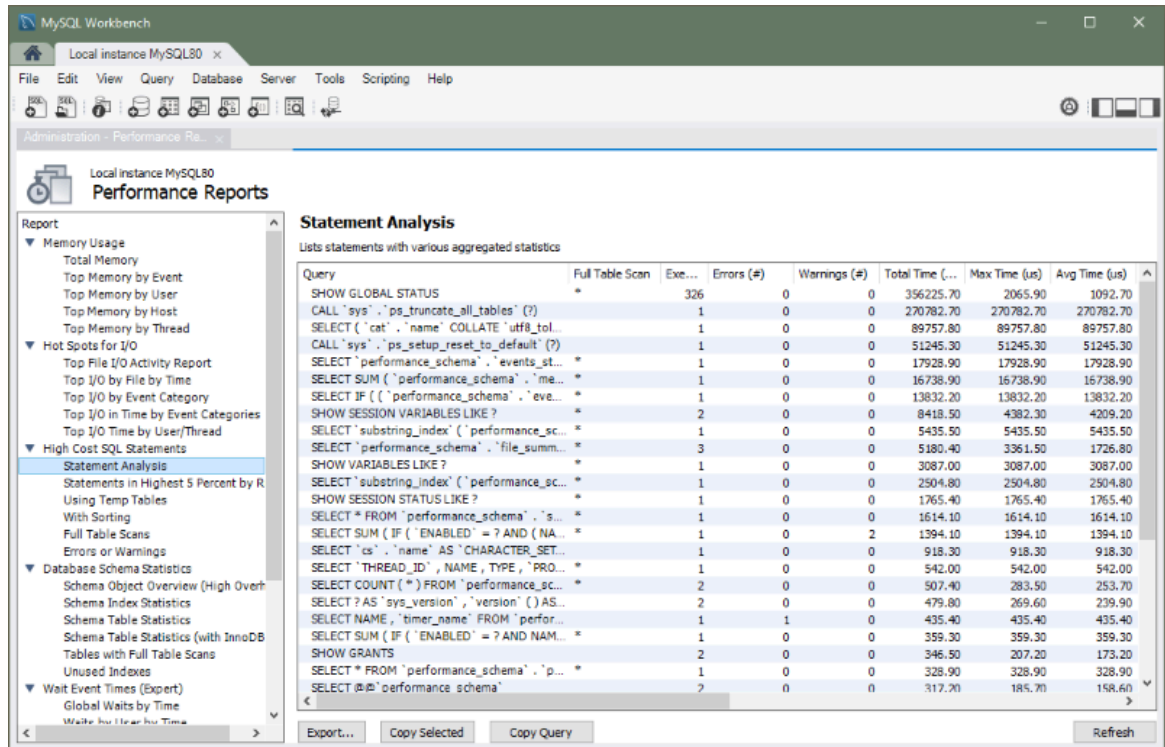 MySQL Workbench
Local instance MySQL80
File Edit View Query Database Server Tools Scripting Help
Administration - Performance Re...
Local instance MySQL80
Performance Reports
Report
Memory Usage
Total Memory
Top Memory by Event
Top Memory by User
Top Memory by Host
Top Memory by Thread
Hot Spots for I/O
Top File I/O Activity Report
Top I/O by File by Time
Top I/O by Event Category
Top I/O in Time by Event Categories
Top I/O Time by User/Thread
High Cost SQL Statements
Statement Analysis
Statements in Highest 5 Percent by R
Using Temp Tables
With Sorting
Full Table Scans
Errors or Warnings
Database Schema Statistics
Schema Object Overview (High Overh
Schema Index Statistics
Schema Table Statistics
Schema Table Statistics (with InnoDB
Tables with Full Table Scans
Unused Indexes
Wait Event Times (Expert)
Global Waits by Time
Waits by User by Time
Statement Analysis
Lists statements with various aggregated statistics
Query Full Table Scan Exe... Errors (#) Warnings (#) Total Time (... Max Time (us) Avg Time (us)
SHOW GLOBAL STATUS * 326 0 0 356225.70 2065.90 1092.70
CALL `sys` . `ps_truncate_all_tables` (?) 1 0 0 270782.70 270782.70 270782.70
SELECT ( `cat` . `name` COLLATE `utf8_tol... 1 0 0 89757.80 89757.80 89757.80
CALL `sys` . `ps_setup_reset_to_default` (?) 1 0 0 51245.30 51245.30 51245.30
SELECT `performance_schema` . `events_st... * 1 0 0 17928.90 17928.90 17928.90
SELECT SUM ( `performance_schema` . `me... * 1 0 0 16738.90 16738.90 16738.90
SELECT IF ( ( `performance_schema` . `eve... * 1 0 0 13832.20 13832.20 13832.20
SHOW SESSION VARIABLES LIKE ? * 2 0 0 8418.50 4382.30 4209.20
SELECT `substring_index` ( `performance_sc... * 1 0 0 5435.50 5435.50 5435.50
SELECT `performance_schema` . `file_summ... * 3 0 0 5180.40 3361.50 1726.80
SHOW VARIABLES LIKE ? * 1 0 0 3087.00 3087.00 3087.00
SELECT `substring_index` ( `performance_sc... * 1 0 0 2504.80 2504.80 2504.80
SHOW SESSION STATUS LIKE ? * 1 0 0 1765.40 1765.40 1765.40
SELECT * FROM `performance_schema` . `s... * 1 0 0 1614.10 1614.10 1614.10
SELECT SUM ( IF ( `ENABLED` = ? AND ( NA... * 1 0 2 1394.10 1394.10 1394.10
SELECT `cs` . `name` AS `CHARACTER_SET... 1 0 0 918.30 918.30 918.30
SELECT `THREAD_ID` , NAME , TYPE , `PRO... * 1 0 0 542.00 542.00 542.00
SELECT COUNT ( * ) FROM `performance_sc... * 2 0 0 507.40 283.50 253.70
SELECT ? AS `sys_version` , `version` ( ) AS... 2 0 0 479.80 269.60 239.90
SELECT NAME , `timer_name` FROM `perfor... 1 1 0 435.40 435.40 435.40
SELECT SUM ( IF ( `ENABLED` = ? AND NAM... * 1 0 0 359.30 359.30 359.30
SHOW GRANTS 2 0 0 346.50 207.20 173.20
SELECT * FROM `performance_schema` . `p... * 1 0 0 328.90 328.90 328.90
SELECT @@`performance_schema` 2 0 0 317.20 185.70 158.60
Export... Copy Selected Copy Query Refresh